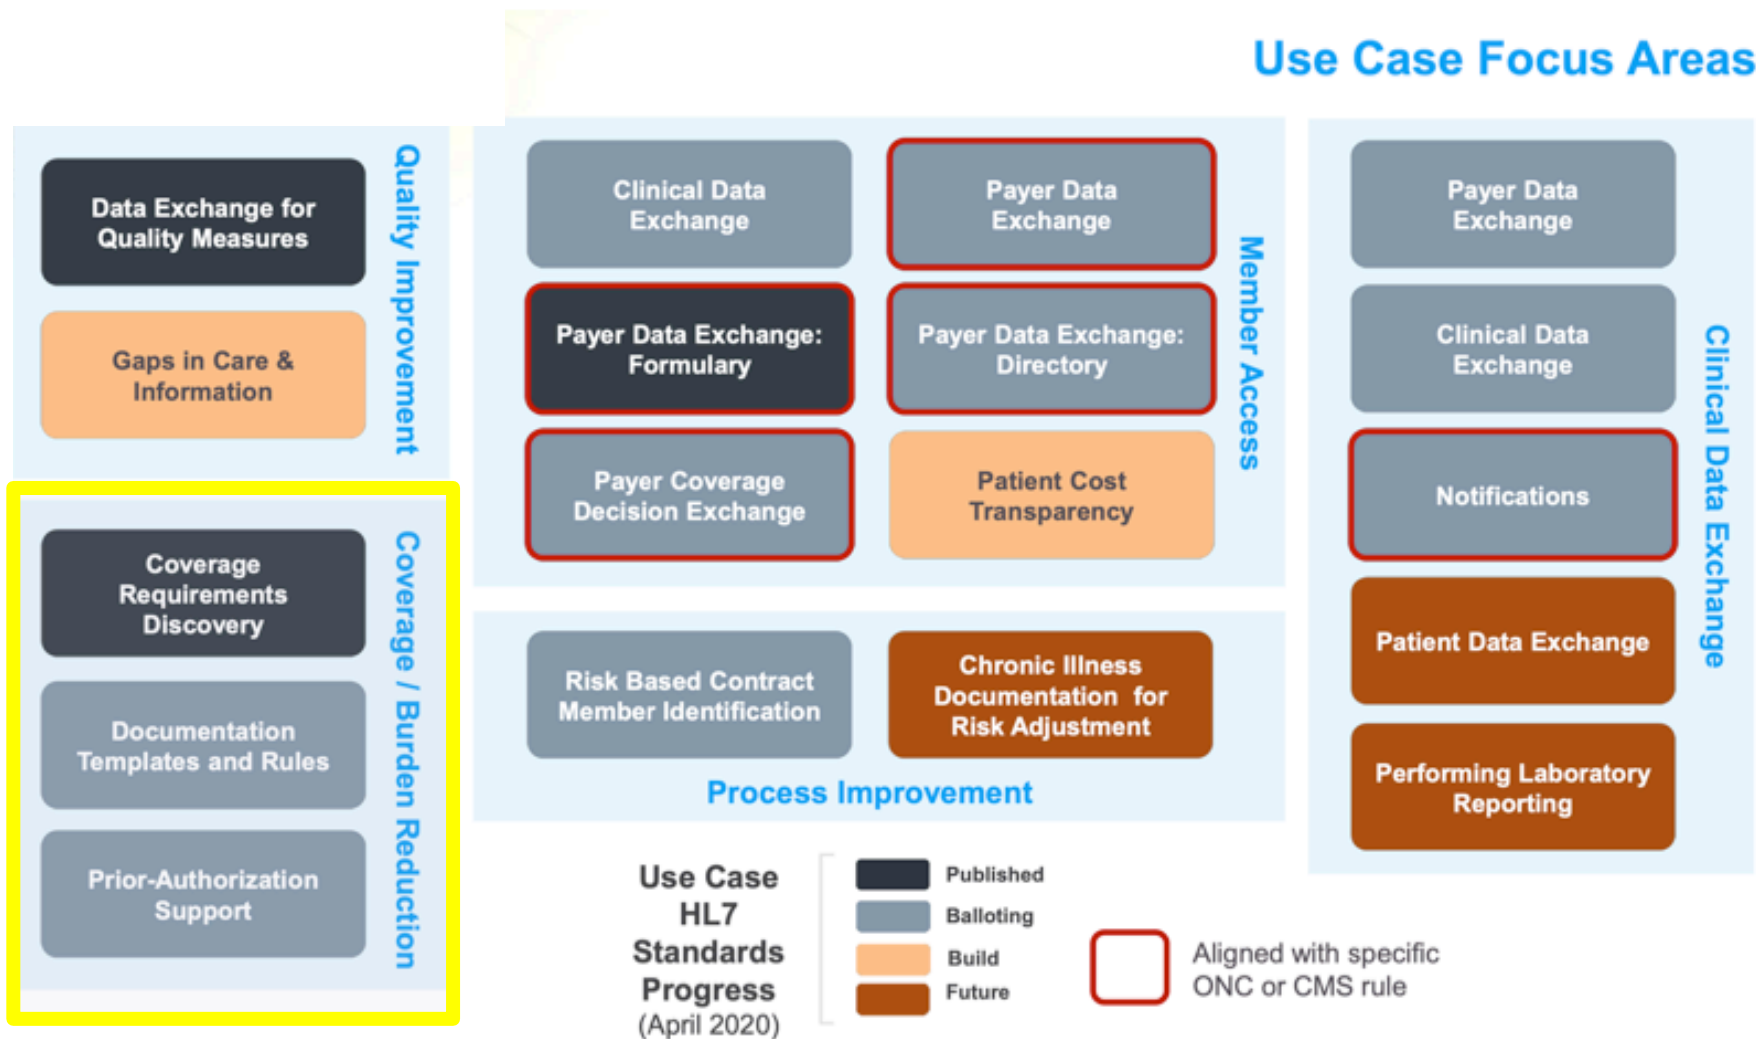 Use Case Focus Areas
Data Exchange for
Quality Measures
Gaps in Care &
Information
Quality Improvement
Coverage
Requirements
Discovery
Documentation
Templates and Rules
Prior-Authorization
Support
Coverage / Burden Reduction
Clinical Data
Exchange
Payer Data
Exchange
Payer Data Exchange:
Formulary
Payer Data Exchange:
Directory
Payer Coverage
Decision Exchange
Patient Cost
Transparency
Member Access
Risk Based Contract
Member Identification
Chronic Illness
Documentation for
Risk Adjustment
Process Improvement
Payer Data
Exchange
Clinical Data
Exchange
Notifications
Patient Data Exchange
Performing Laboratory
Reporting
Clinical Data Exchange
Use Case
HL7
Standards
Progress
(April 2020)
Published
Balloting
Build
Future
Aligned with specific
ONC or CMS rule